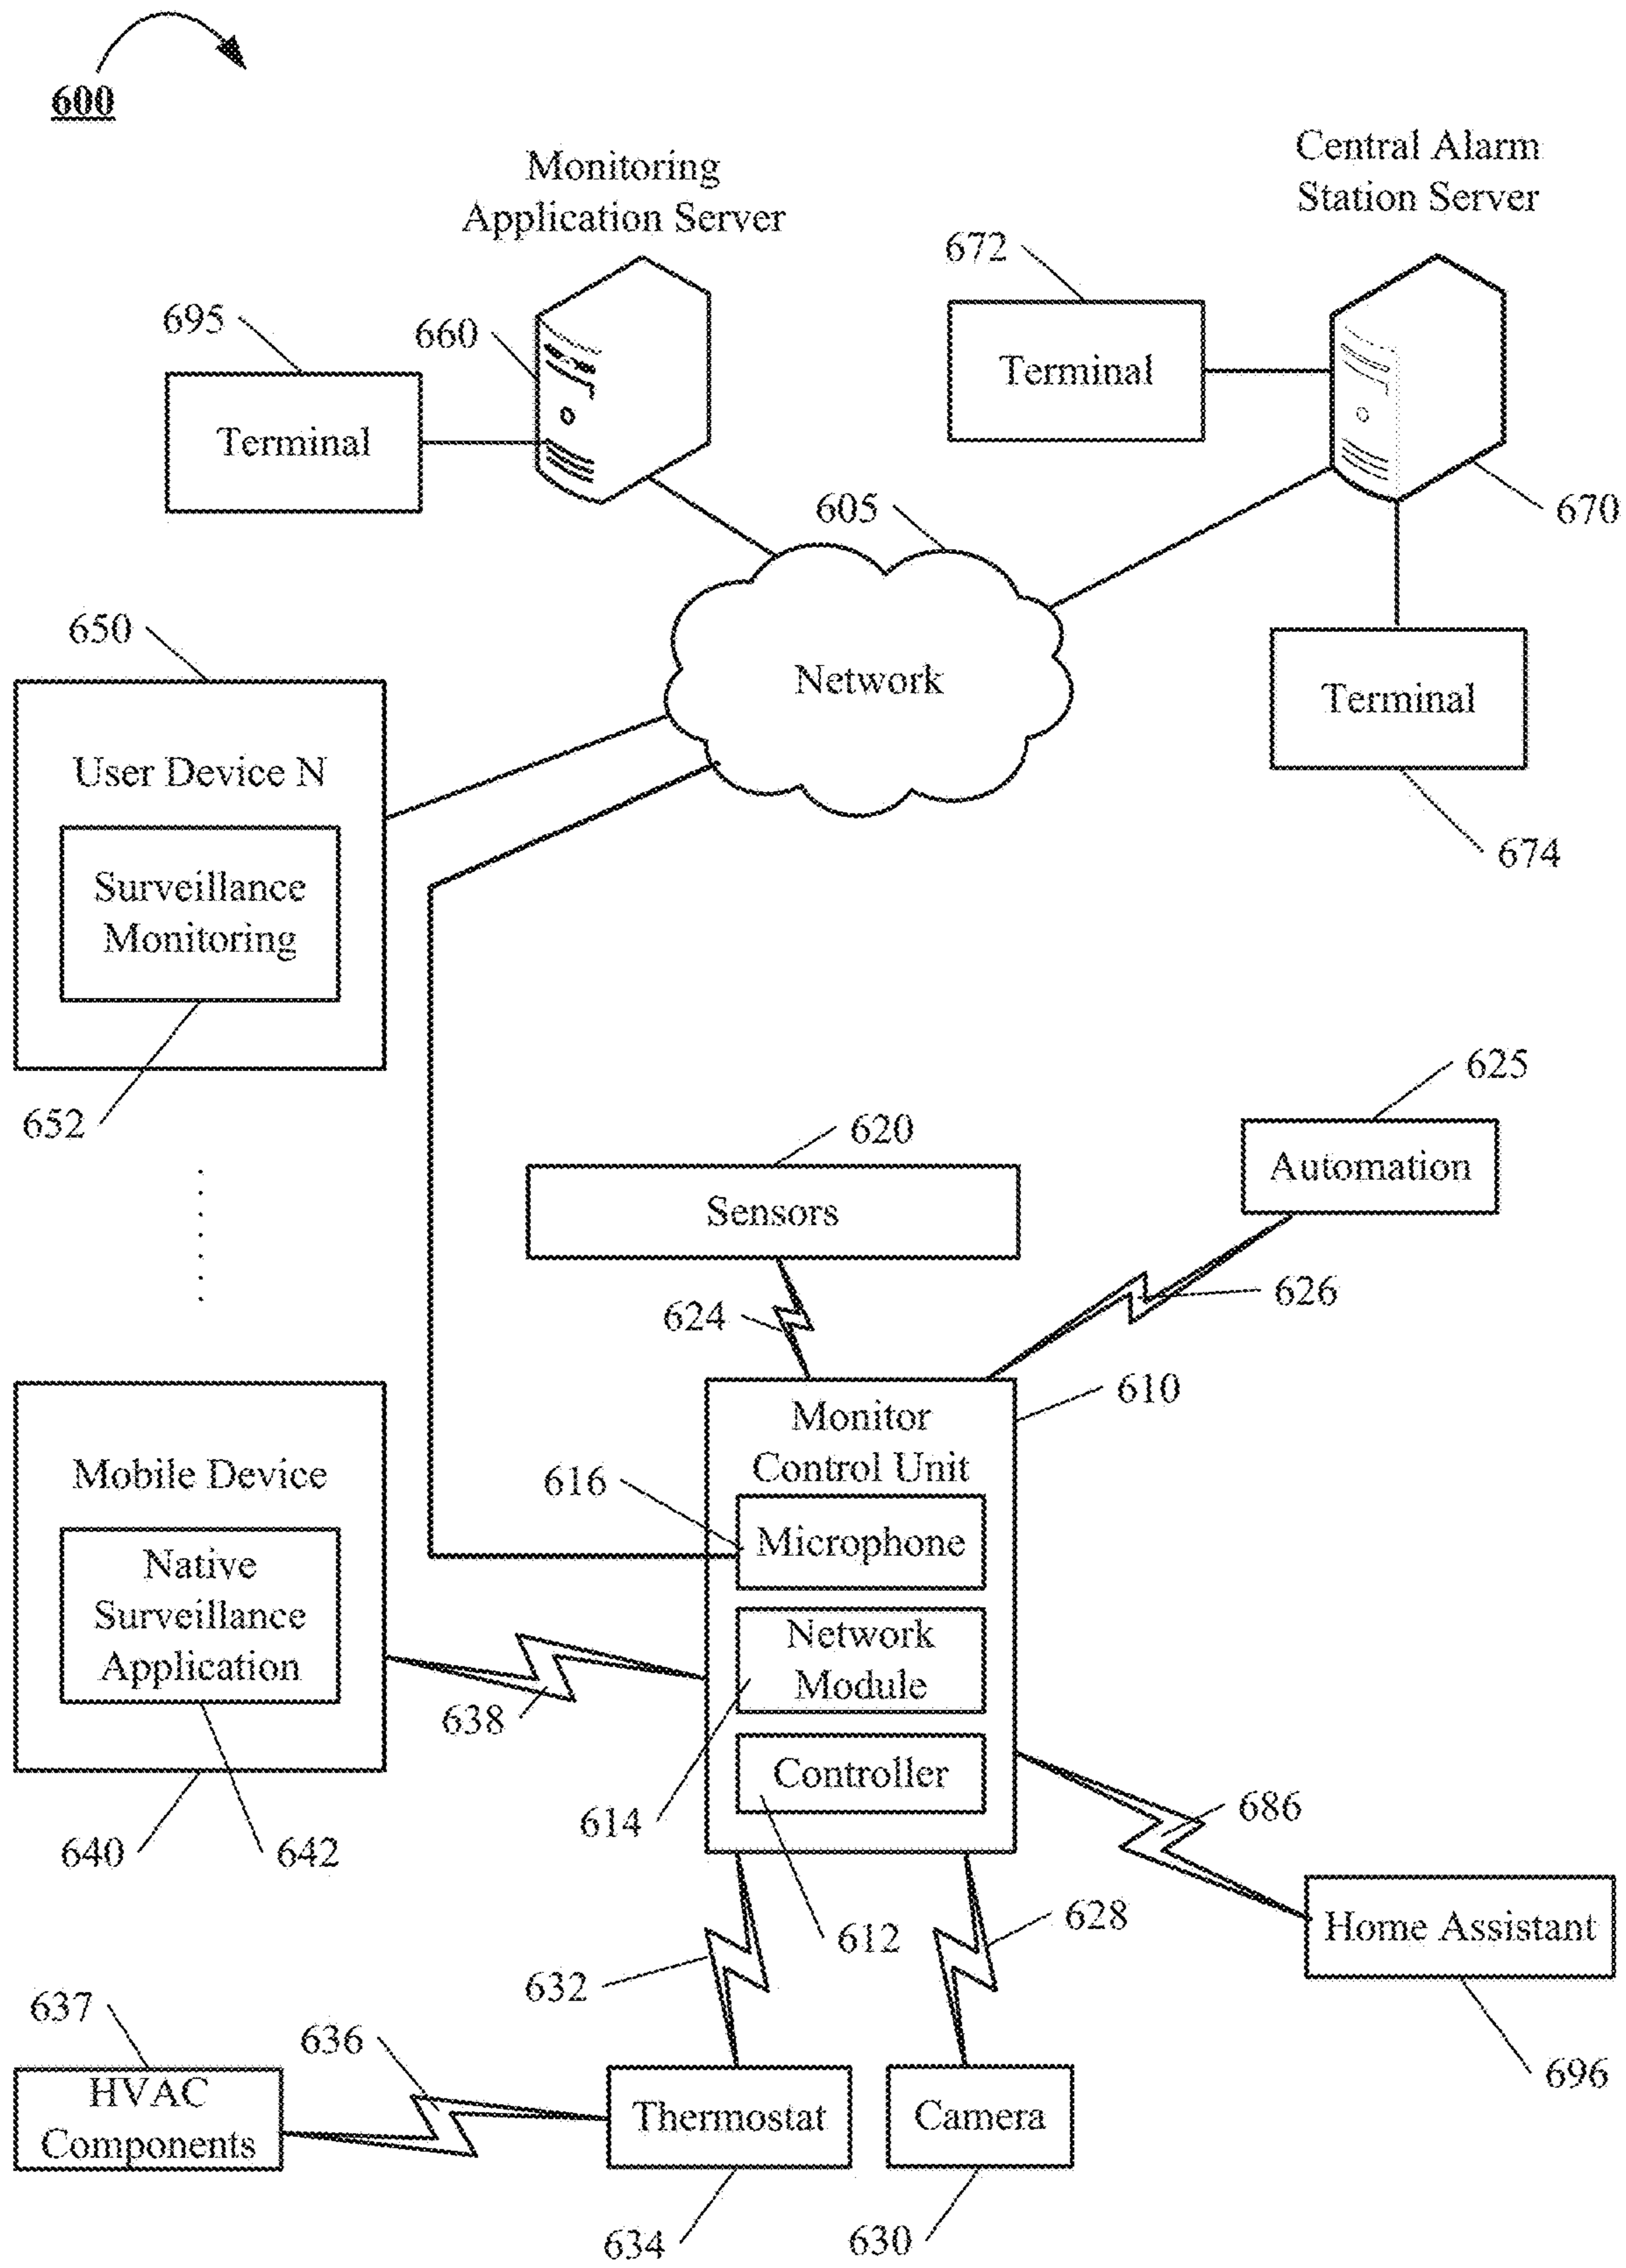 600
Monitoring
Application Server
Central Alarm
Station Server
672
695
660
Terminal
Terminal
605
670
650
Network
Terminal
User Device N
Surveillance
Monitoring
674
652
625
620
Automation
Sensors
624
626
610
Monitor
Control Unit
Mobile Device
616
Microphone
Native
Surveillance
Application
Network
Module
638
Controller
614
686
640
642
612
628
Home Assistant
632
637
636
696
HVAC
Components
Thermostat
Camera
634
630